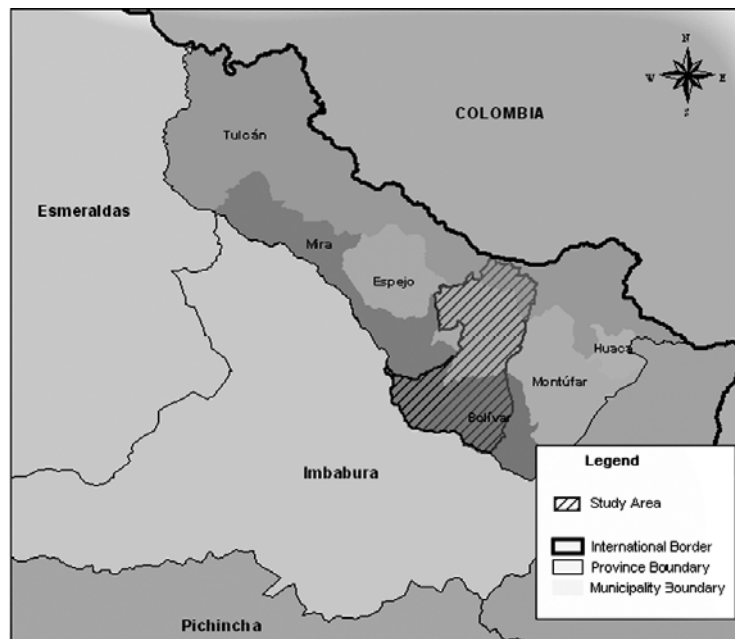 N
W E
S
COLOMBIA
Tulcán
Esmeraldas
Mira
Espejo
Huaca
Montúfar
Bolívar
Imbabura
Legend
Study Area
International Border
Province Boundary
Municipality Boundary
Pichincha